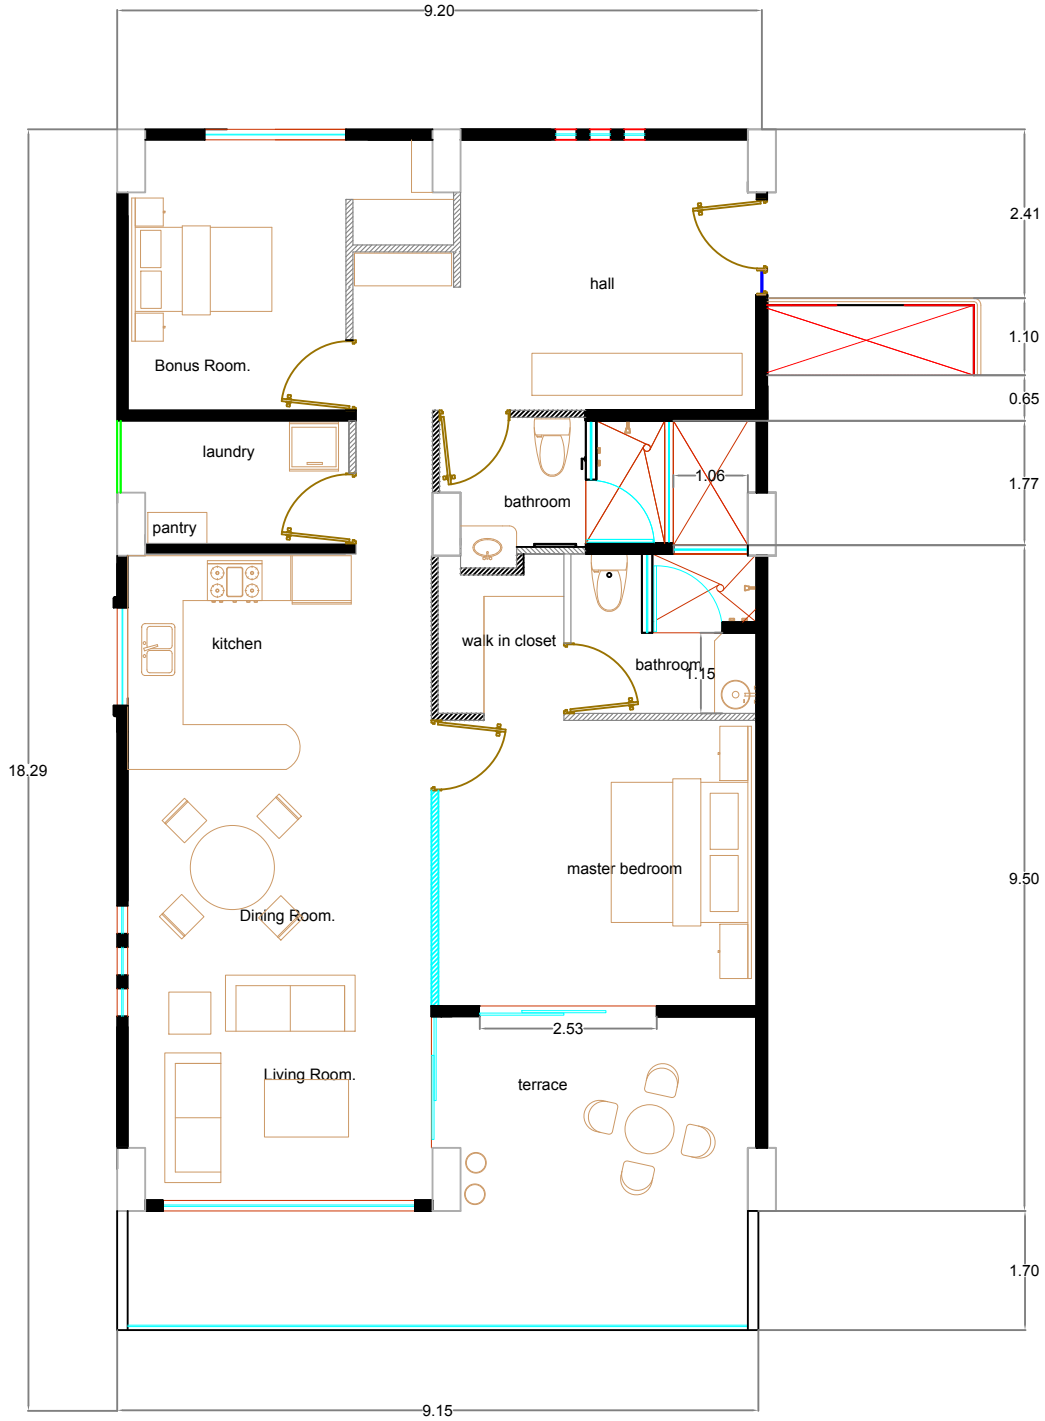 9.20
2.41
hall
1.10
Bonus Room.
0.65
laundry
1.06
1.77
bathroom
pantry
kitchen
walk in closet
bathroom
1.15
18.29
master bedroom
9.50
Dining Room.
2.53
Living Room.
terrace
1.70
9.15